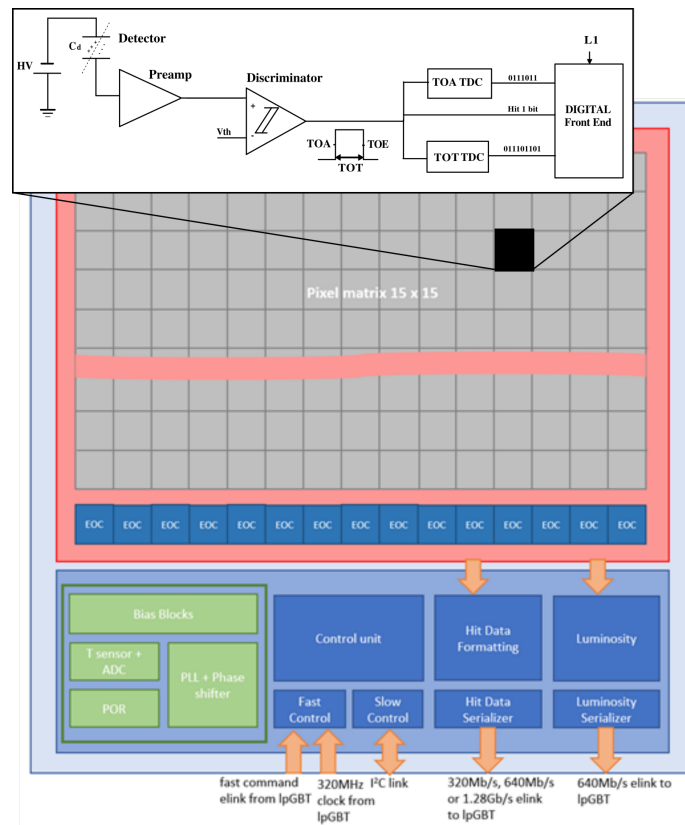 L1
Detector
Cd
HV
Preamp
Discriminator
TOA TDC
0111011
Hit 1 bit
DIGITAL
Front End
+
Vth
-
TOA
TOE
TOT
TOT TDC
011101101
Pixel matrix 15 x 15
EOC EOC EOC EOC EOC EOC EOC EOC EOC EOC EOC EOC EOC EOC EOC
Bias Blocks
T sensor +
ADC
PLL + Phase
shifter
POR
Control unit
Hit Data
Formatting
Luminosity
Fast
Control
Slow
Control
Hit Data
Serializer
Luminosity
Serializer
fast command
elink from lpGBT
320MHz
clock from
lpGBT
I²C link
320Mb/s, 640Mb/s
or 1.28Gb/s elink
to lpGBT
640Mb/s elink to
lpGBT